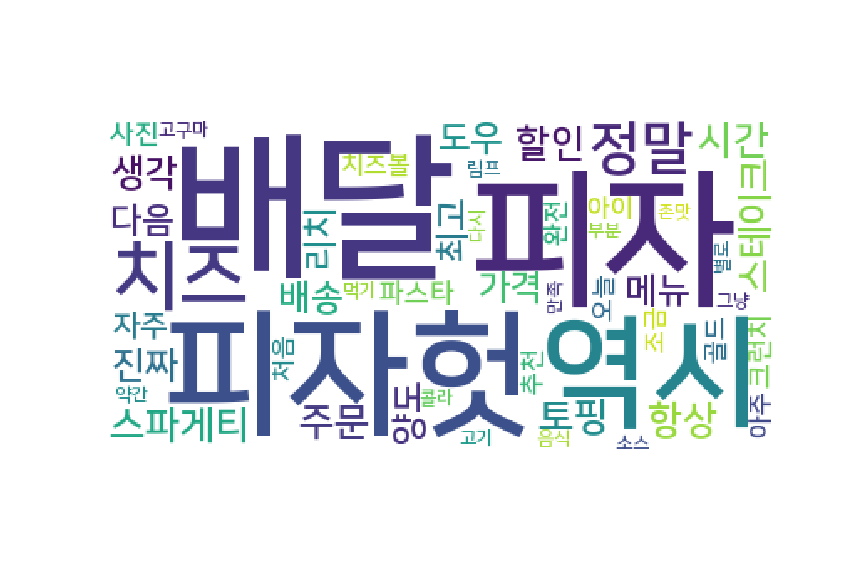 사진
고구마
생각
다음
치즈
배달
치즈볼
도우
림프
할인
정말
시간
리치
최고
다시
피자
완전
아이
부분
존맛
별로
스테이크
배송
먹기
파스타
가격
만족
오늘
메뉴
그냥
자주
진짜
약간
스파게티
피자헛
처음
주문
양도
콜라
고기
추천
역시
토핑
음식
소스
조금
항상
골드
크런치
아주